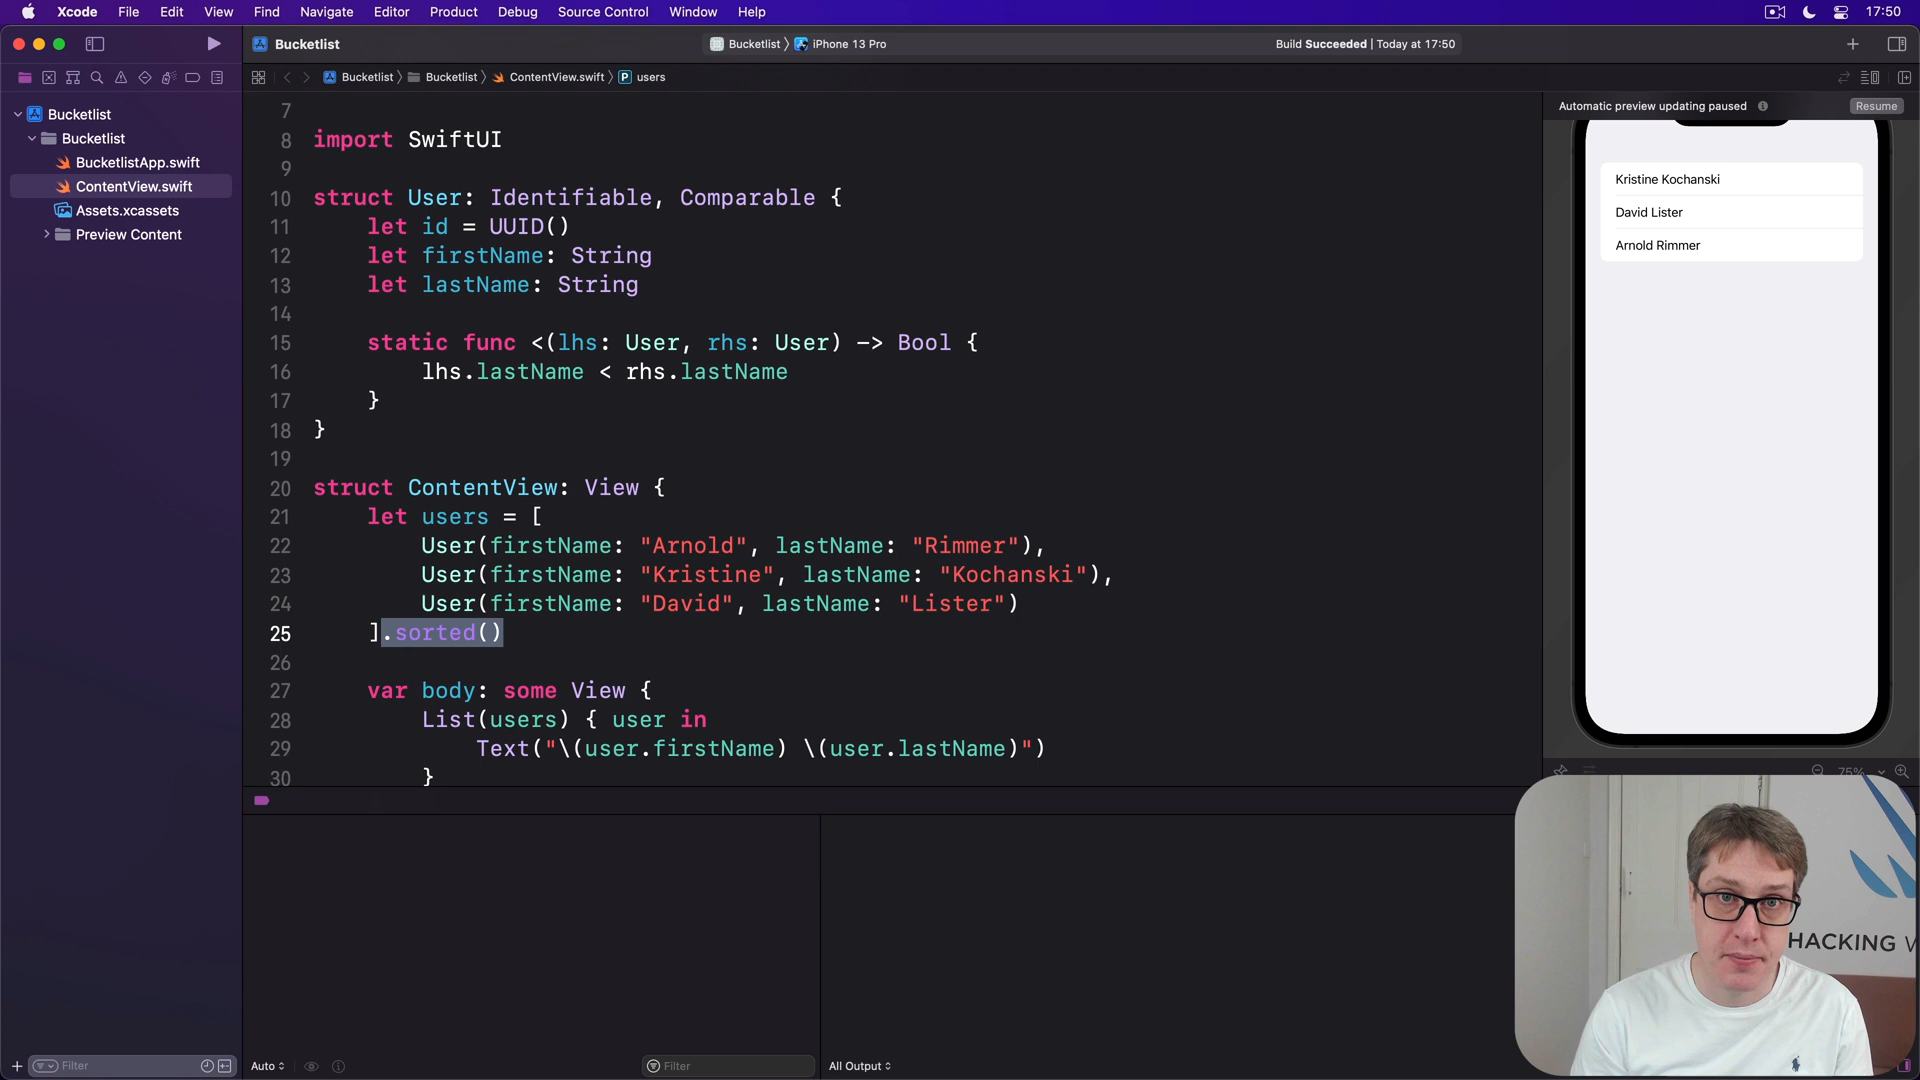 Xcode File Edit View Find Navigate Editor Product Debug Source Control Window Help 17:50
Bucketlist
Bucketlist iPhone 13 Pro
Build Succeeded | Today at 17:50
Bucketlist Bucketlist ContentView.swift P users
Bucketlist
Bucketlist
BucketlistApp.swift
ContentView.swift
Assets.xcassets
Preview Content
7
8 import SwiftUI
9
10 struct User: Identifiable, Comparable {
11 let id = UUID()
12 let firstName: String
13 let lastName: String
14
15 static func <(lhs: User, rhs: User) -> Bool {
16 lhs.lastName < rhs.lastName
17 }
18 }
19
20 struct ContentView: View {
21 let users = [
22 User(firstName: "Arnold", lastName: "Rimmer"),
23 User(firstName: "Kristine", lastName: "Kochanski"),
24 User(firstName: "David", lastName: "Lister")
25 ].sorted()
26
27 var body: some View {
28 List(users) { user in
29 Text("\(user.firstName) \(user.lastName)")
30 }
Automatic preview updating paused
Resume
Kristine Kochanski
David Lister
Arnold Rimmer
75%
HACKING W
Filter
Auto
Filter
All Output